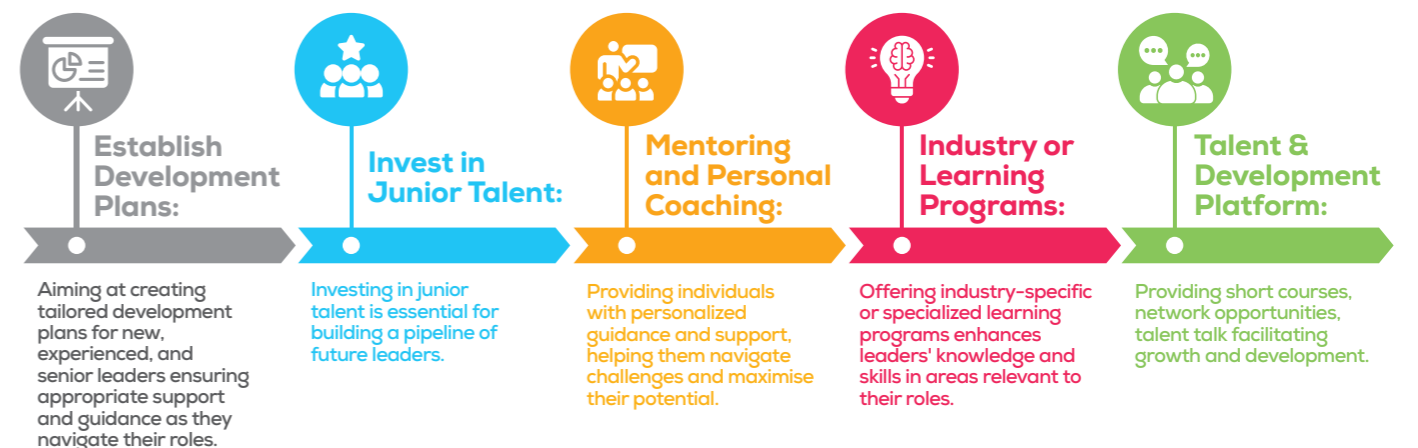 Establish
Development
Plans:
Aiming at creating
tailored development
plans for new,
experienced, and
senior leaders ensuring
appropriate support
and guidance as they
navigate their roles.
Invest in
Junior Talent:
Investing in junior
talent is essential for
building a pipeline of
future leaders.
Mentoring
and Personal
Coaching:
Providing individuals
with personalized
guidance and support,
helping them navigate
challenges and maximise
their potential.
Industry or
Learning
Programs:
Offering industry-specific
or specialized learning
programs enhances
leaders' knowledge and
skills in areas relevant to
their roles.
Talent &
Development
Platform:
Providing short courses,
network opportunities,
talent talk facilitating
growth and development.